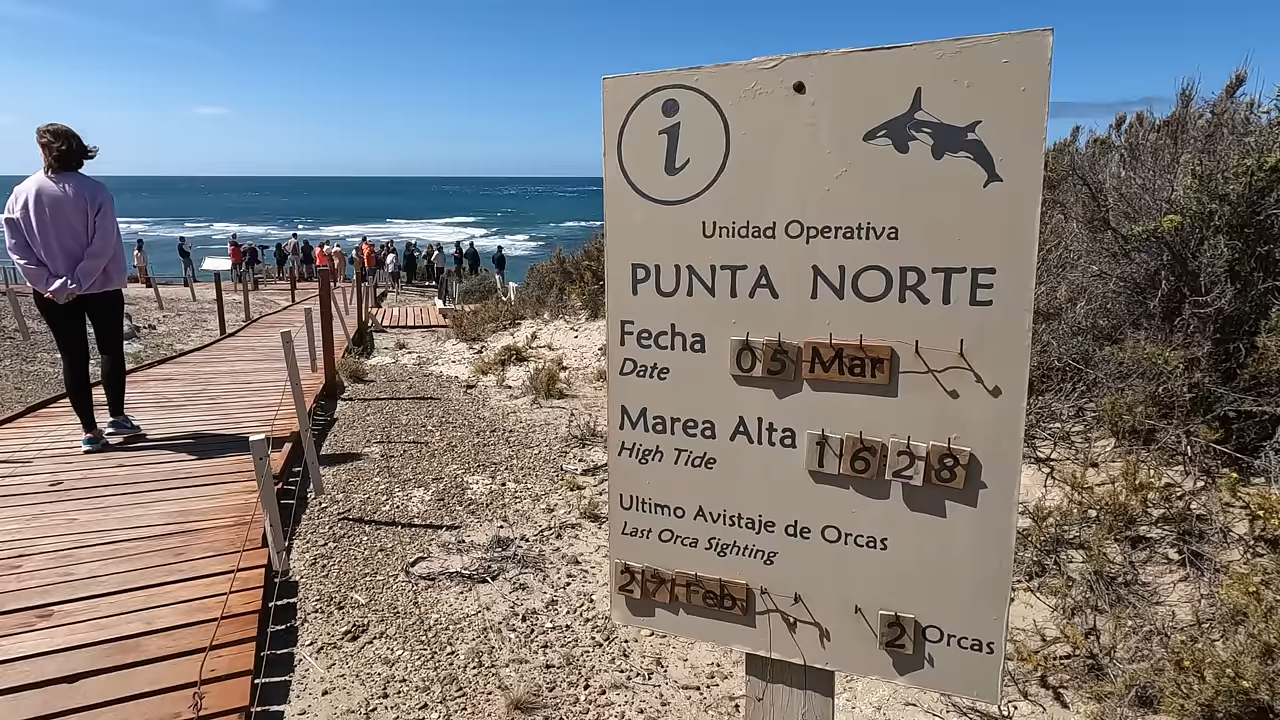 i
Unidad Operativa
PUNTA NORTE
Fecha 05 Mar
Date
Marea Alta 1628
High Tide
Ultimo Avistaje de Orcas
Last Orca Sighting
27 Feb 2 Orcas